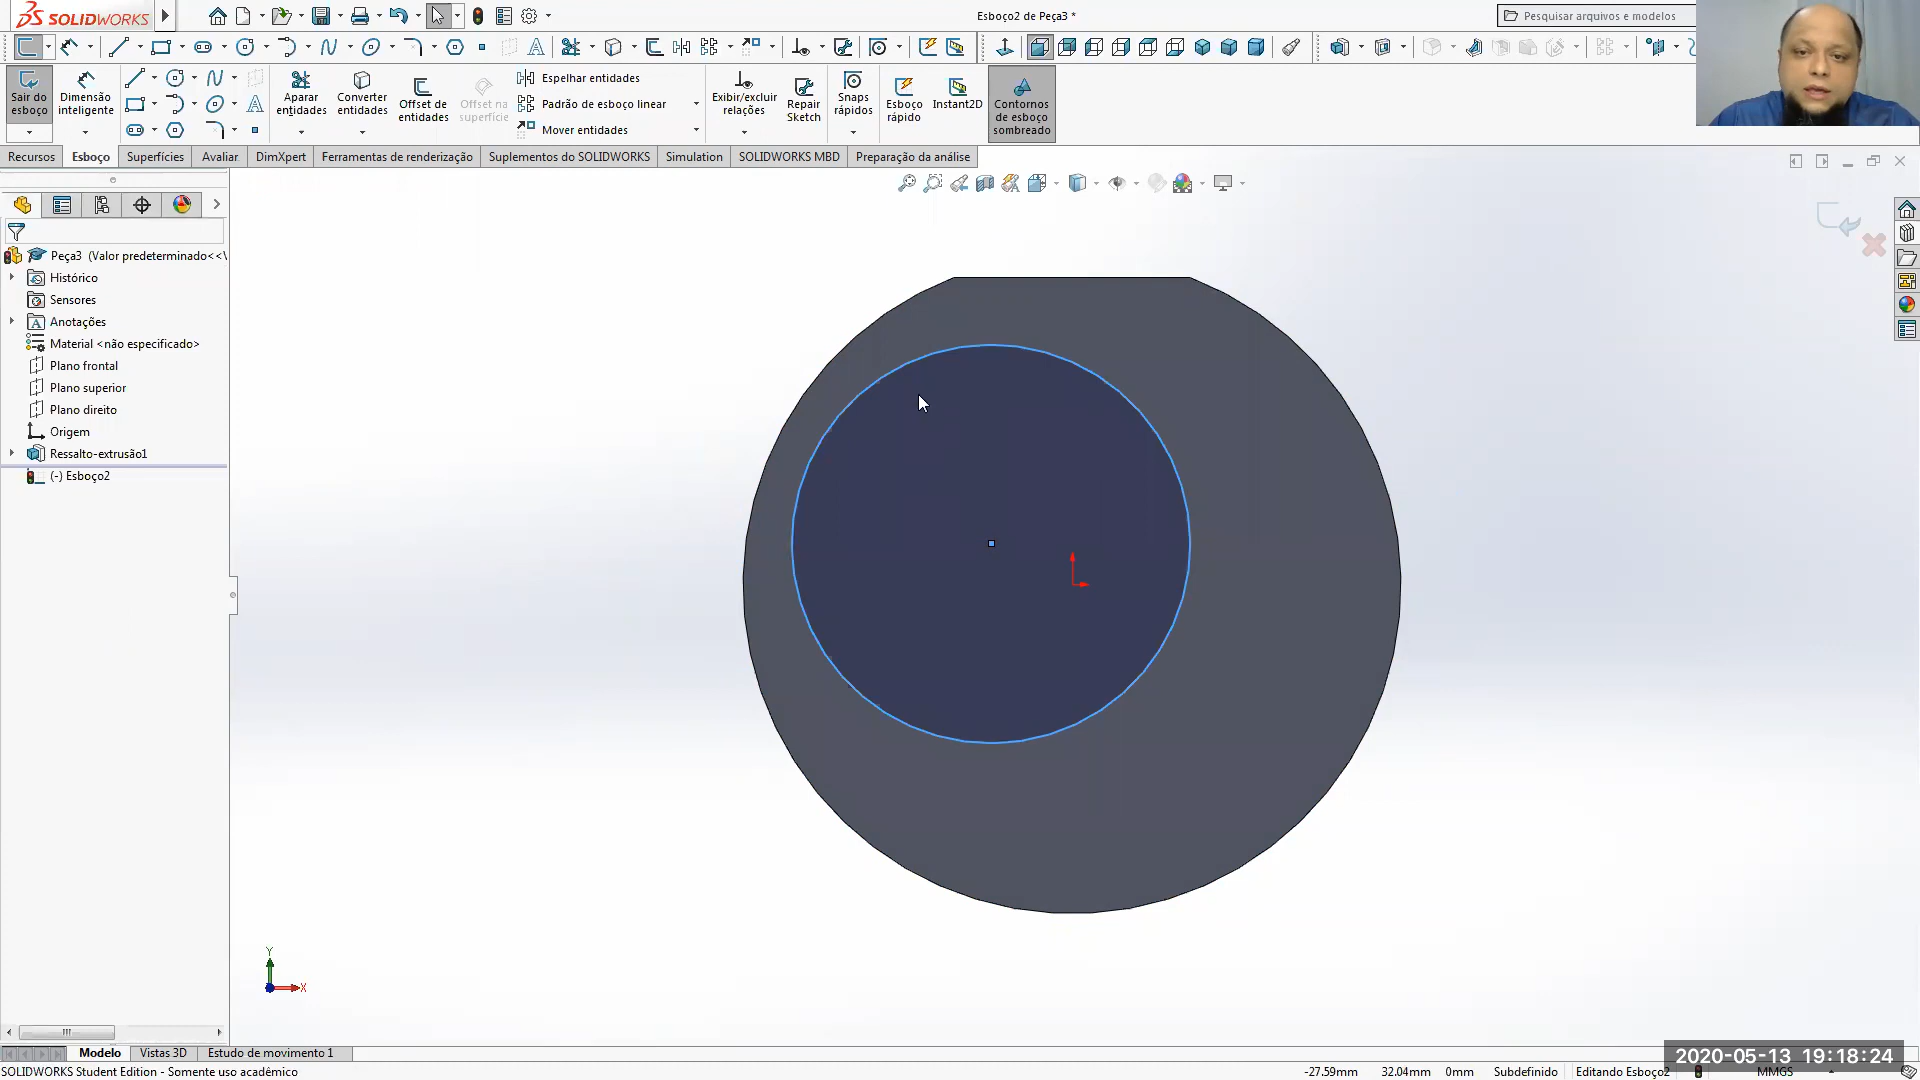 SOLIDWORKS
Esboço2 de Peça3 *
Pesquisar arquivos e modelos
Sair do
esboço
Dimensão
inteligente
Aparar
entidades
Converter
entidades
Offset de
entidades
Offset na
superfície
Espelhar entidades
Padrão de esboço linear
Mover entidades
Exibir/excluir
relações
Repair
Sketch
Snaps
rápidos
Esboço
rápido
Instant2D
Contornos
de esboço
sombreado
Recursos
Esboço
Superfícies
Avaliar
DimXpert
Ferramentas de renderização
Suplementos do SOLIDWORKS
Simulation
SOLIDWORKS MBD
Preparação da análise
Peça3 (Valor predeterminado<<\
Histórico
Sensores
Anotações
Material <não especificado>
Plano frontal
Plano superior
Plano direito
Origem
Ressalto-extrusão1
(-) Esboço2
Y
X
Modelo
Vistas 3D
Estudo de movimento 1
2020-05-13 19:18:24
SOLIDWORKS Student Edition - Somente uso acadêmico
-27.59mm
32.04mm
0mm
Subdefinido
Editando Esboço2
MMGS